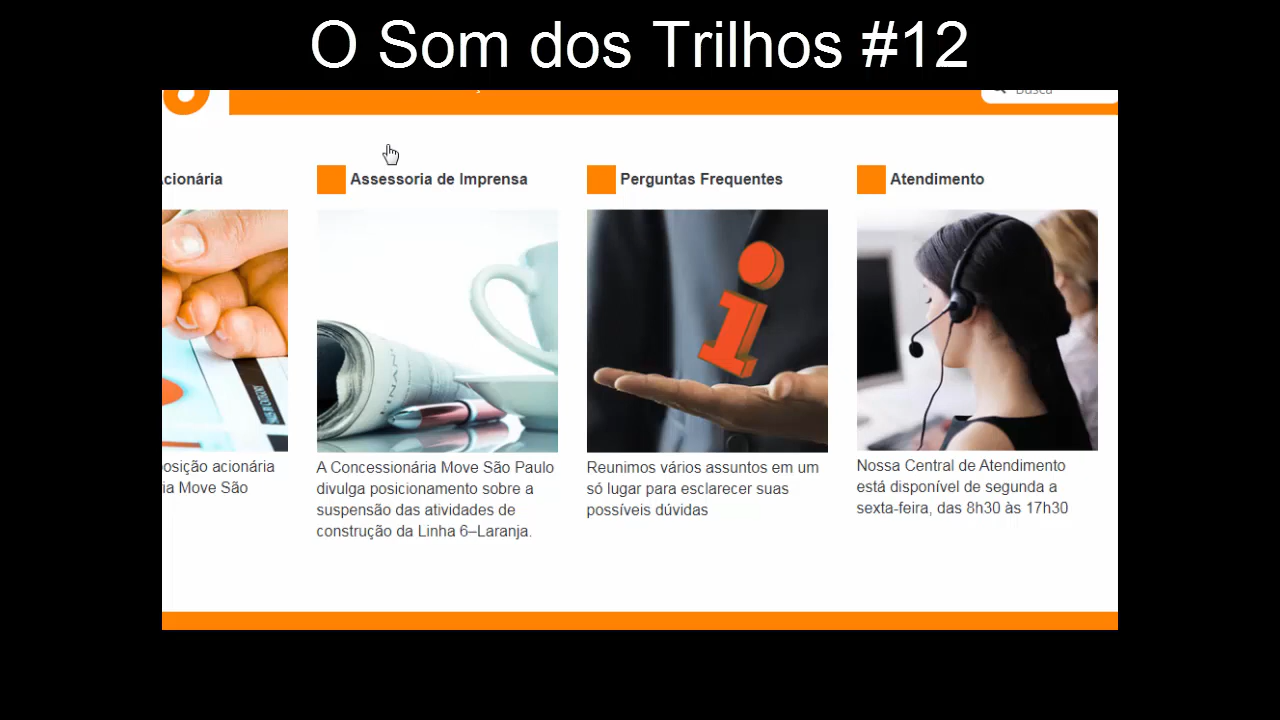 O Som dos Trilhos #12
Busca
Acionária
Assessoria de Imprensa
Perguntas Frequentes
Atendimento
FINANC
posição acionária
ia Move São
A Concessionária Move São Paulo
divulga posicionamento sobre a
suspensão das atividades de
construção da Linha 6–Laranja.
Reunimos vários assuntos em um
só lugar para esclarecer suas
possíveis dúvidas
Nossa Central de Atendimento
está disponível de segunda a
sexta-feira, das 8h30 às 17h30